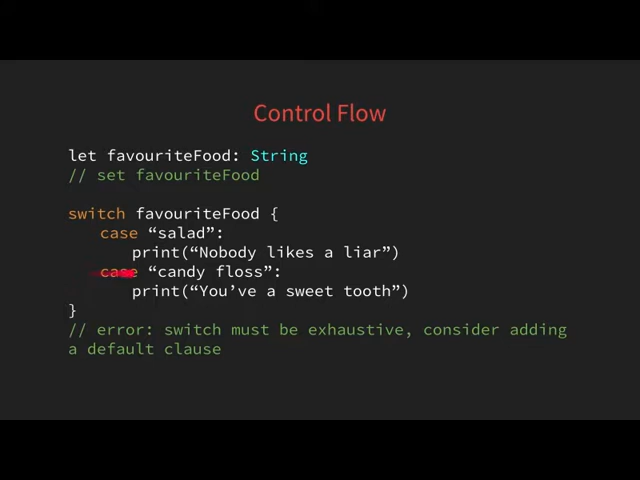 Control Flow
let favouriteFood: String
// set favouriteFood
switch favouriteFood {
case “salad”:
print(“Nobody likes a liar”)
case “candy floss”:
print(“You’ve a sweet tooth”)
}
// error: switch must be exhaustive, consider adding
a default clause